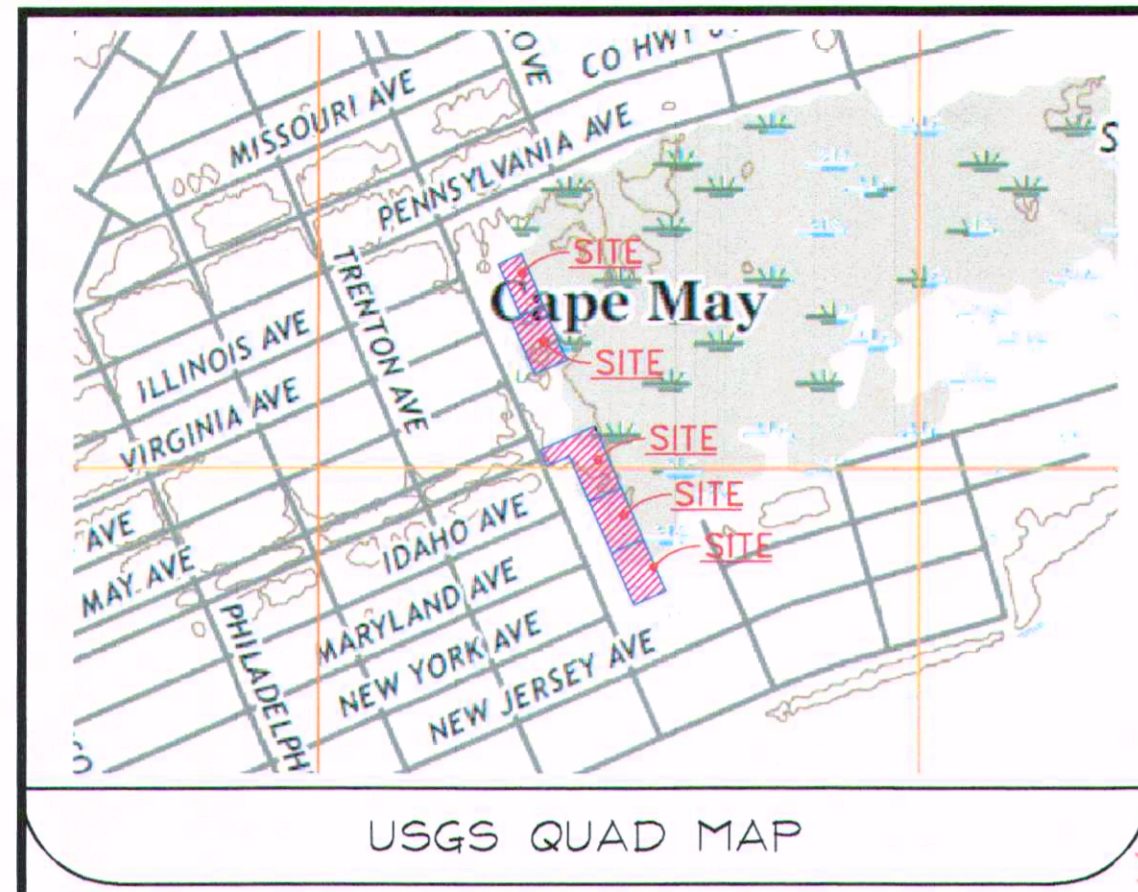 OVE
CO HWY
MISSOURI AVE
PENNSYLVANIA AVE
S
TRENTON AVE
SITE
Cape May
SITE
ILLINOIS AVE
VIRGINIA AVE
SITE
SITE
SITE
AVE
IDAHO AVE
MAY AVE
MARYLAND AVE
PHILADELPH
NEW YORK AVE
NEW JERSEY AVE
USGS QUAD MAP